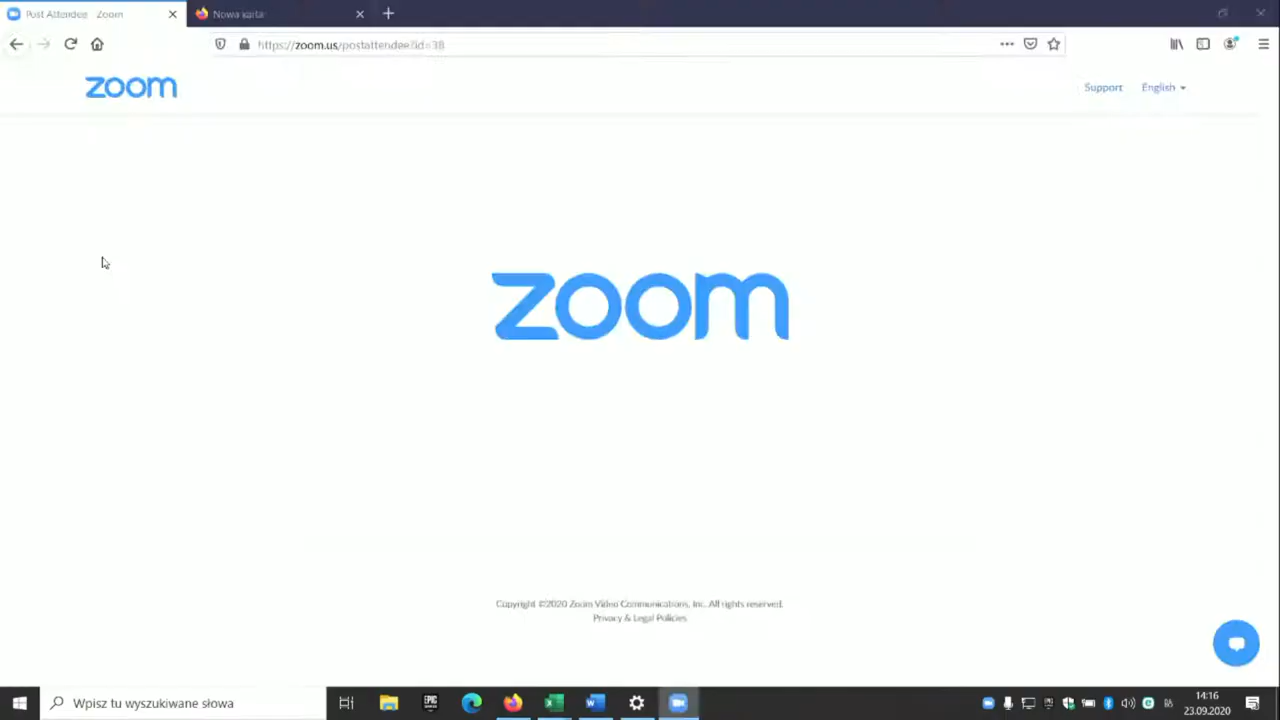 Post Attendee Zoom
Nowa karta
https://zoom.us/postattendee?id=38
zoom
Support
English
zoom
Copyright ©2020 Zoom Video Communications, Inc. All rights reserved.
Privacy & Legal Policies
Wpisz tu wyszukiwane słowa
EPIC
14:16
23.09.2020